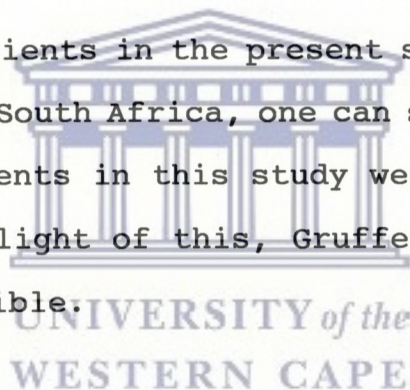 ients in the present s
South Africa, one can s
ents in this study we
light of this, Gruffe
ible.
UNIVERSITY of the
WESTERN CAPE